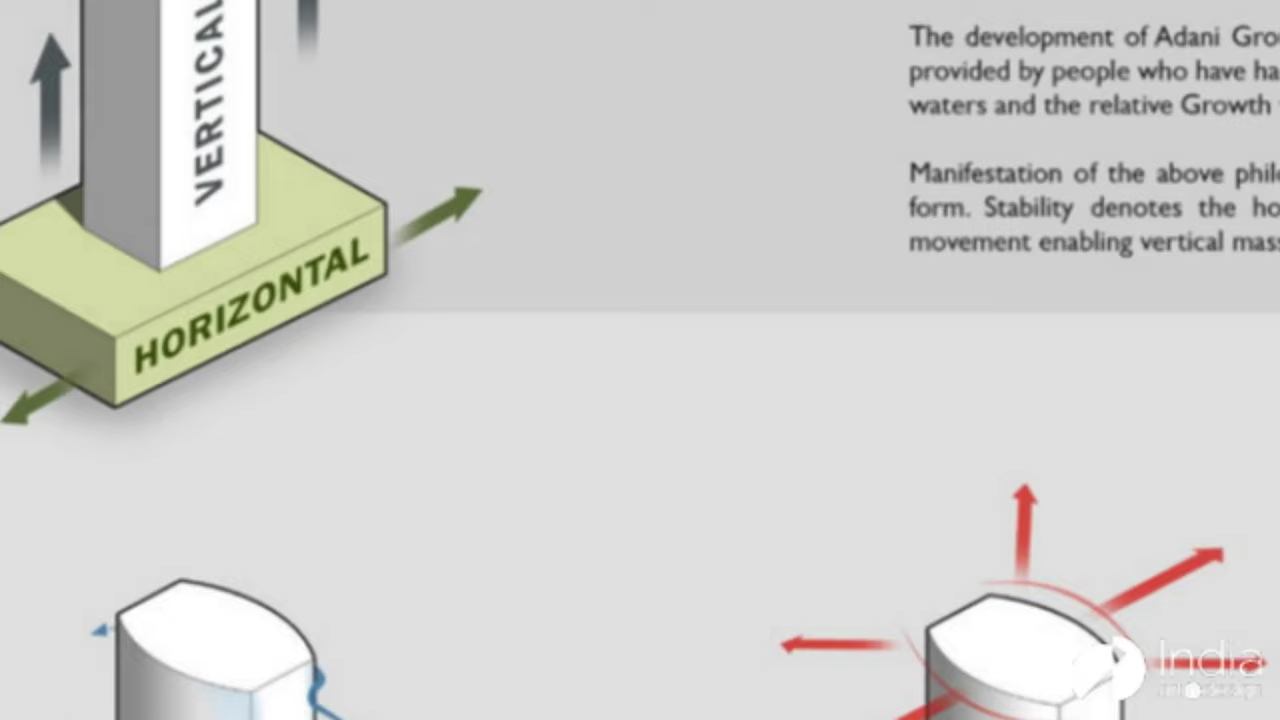 VERTICAL
HORIZONTAL
The development of Adani Gro
provided by people who have ha
waters and the relative Growth
Manifestation of the above phil
form. Stability denotes the ho
movement enabling vertical mass
India